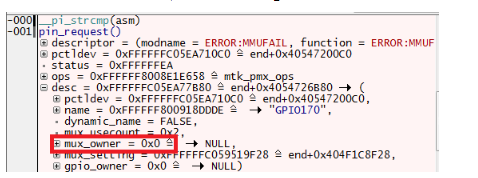 -000 __pi_strcmp(asm)
-001 pin_request()
descriptor = (modname = ERROR:MMUFAIL, function = ERROR:MMUF
pctldev = 0xFFFFFFC05EA710C0 ≙ end+0x40547200C0
status = 0xFFFFFFEA
ops = 0xFFFFFF8008E1E658 ≙ mtk_pmx_ops
desc = 0xFFFFFFC05EA77B80 ≙ end+0x4054726B80 → (
pctldev = 0xFFFFFFC05EA710C0 ≙ end+0x40547200C0,
name = 0xFFFFFF800918DDDE ≙ → "GPIO170",
dynamic_name = FALSE,
mux_usecount = 0x2,
mux_owner = 0x0 ≙ → NULL,
mux_setting = 0xFFFFFFC059519F28 ≙ end+0x404F1C8F28,
gpio_owner = 0x0 ≙ → NULL)